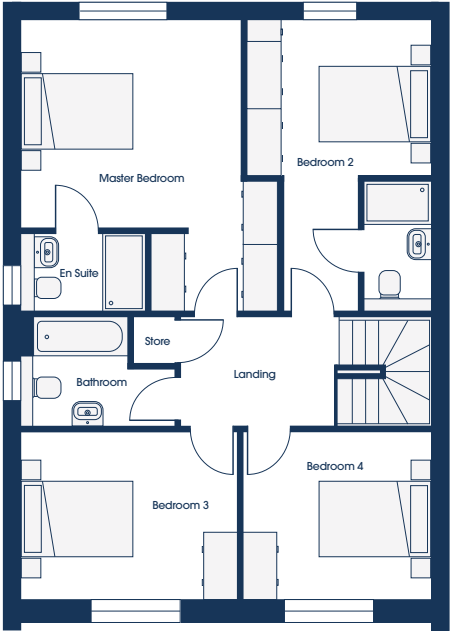 Bedroom 2
Master Bedroom
En Suite
Store
Landing
Bathroom
Bedroom 4
Bedroom 3